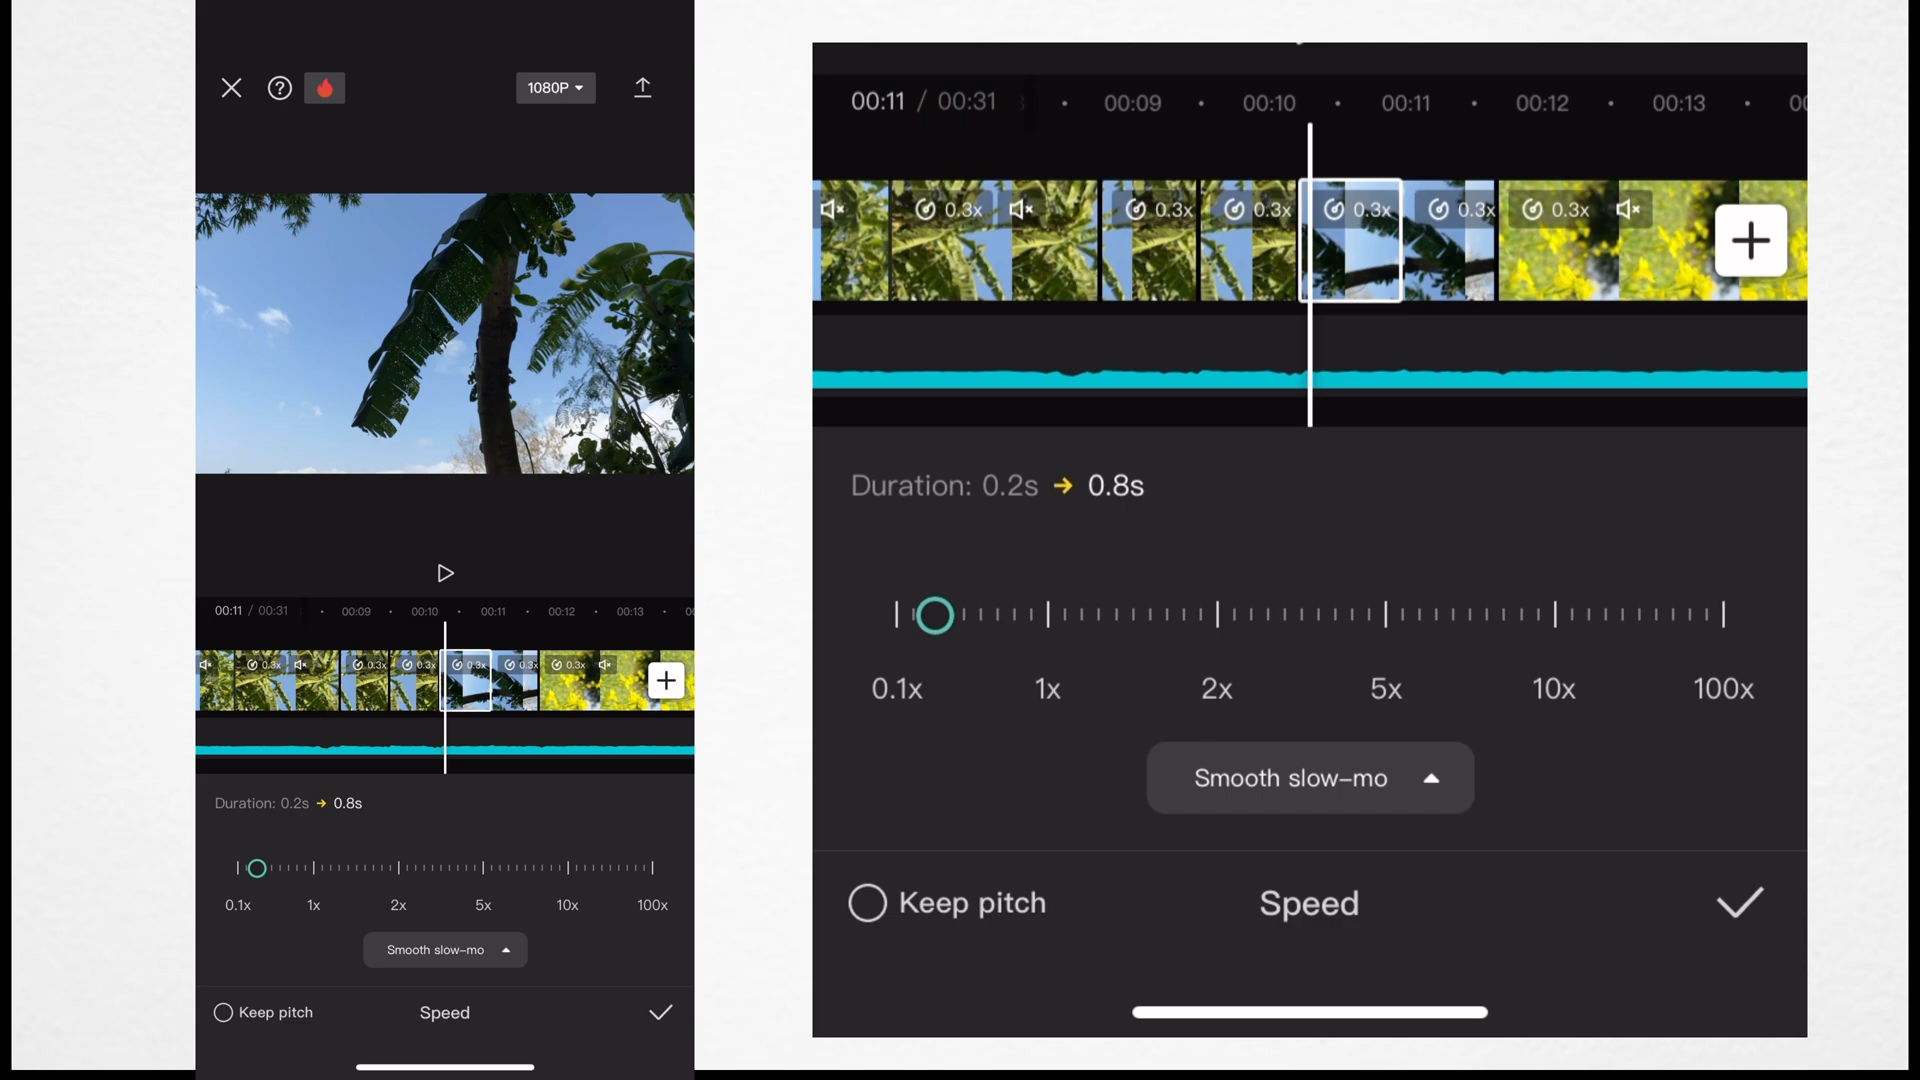 1080P
00:11 / 00:31
00:09
00:10
00:11
00:12
00:13
0.3x
0.3x
0.3x
0.3x
0.3x
0.3x
Duration: 0.2s → 0.8s
0.1x 1x 2x 5x 10x 100x
Smooth slow-mo
Keep pitch
Speed
00:11 / 00:31
00:09
00:10
00:11
00:12
00:13
0.3x
0.3x
0.3x
0.3x
0.3x
0.3x
Duration: 0.2s → 0.8s
0.1x 1x 2x 5x 10x 100x
Smooth slow-mo
Keep pitch
Speed